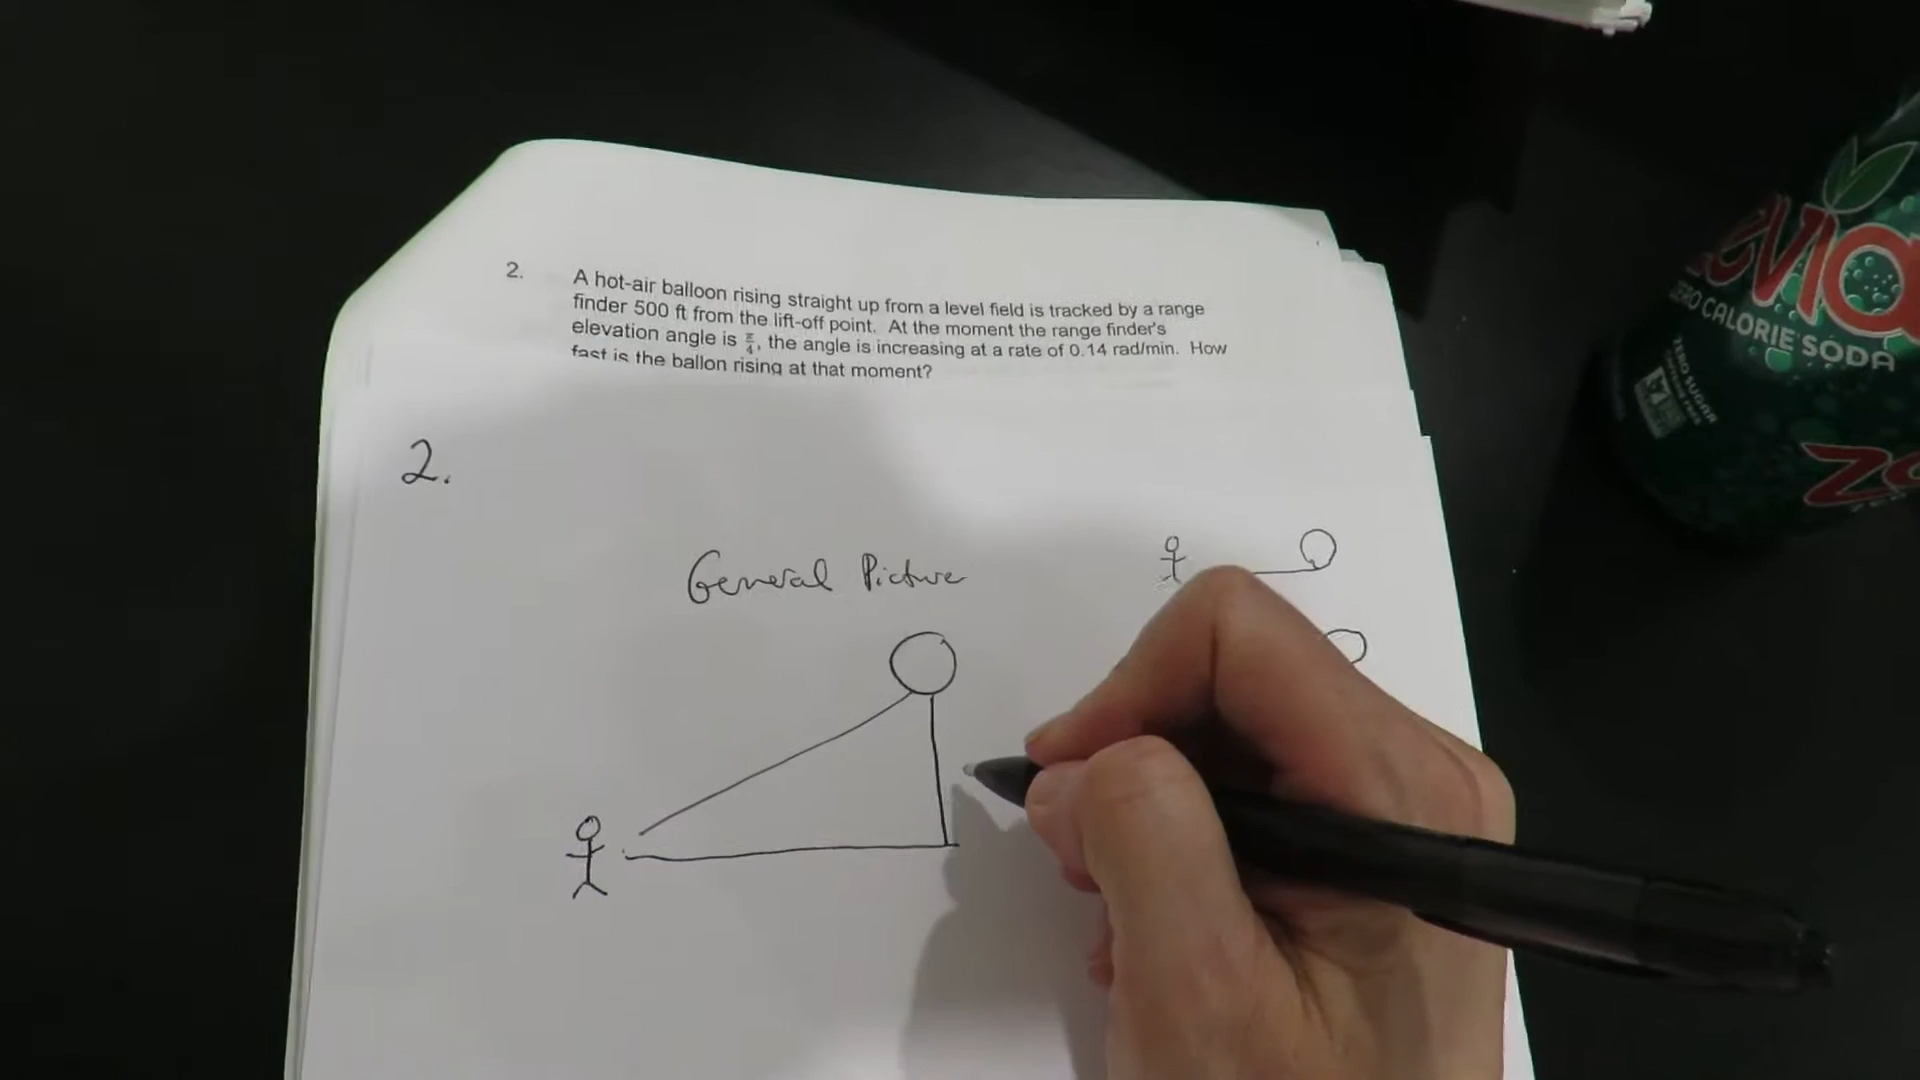 2. A hot-air balloon rising straight up from a level field is tracked by a range
finder 500 ft from the lift-off point. At the moment the range finder's
elevation angle is π/4, the angle is increasing at a rate of 0.14 rad/min. How
fast is the ballon rising at that moment?
2.
General Picture
ZERO CALORIE SODA
ZERO SUGAR